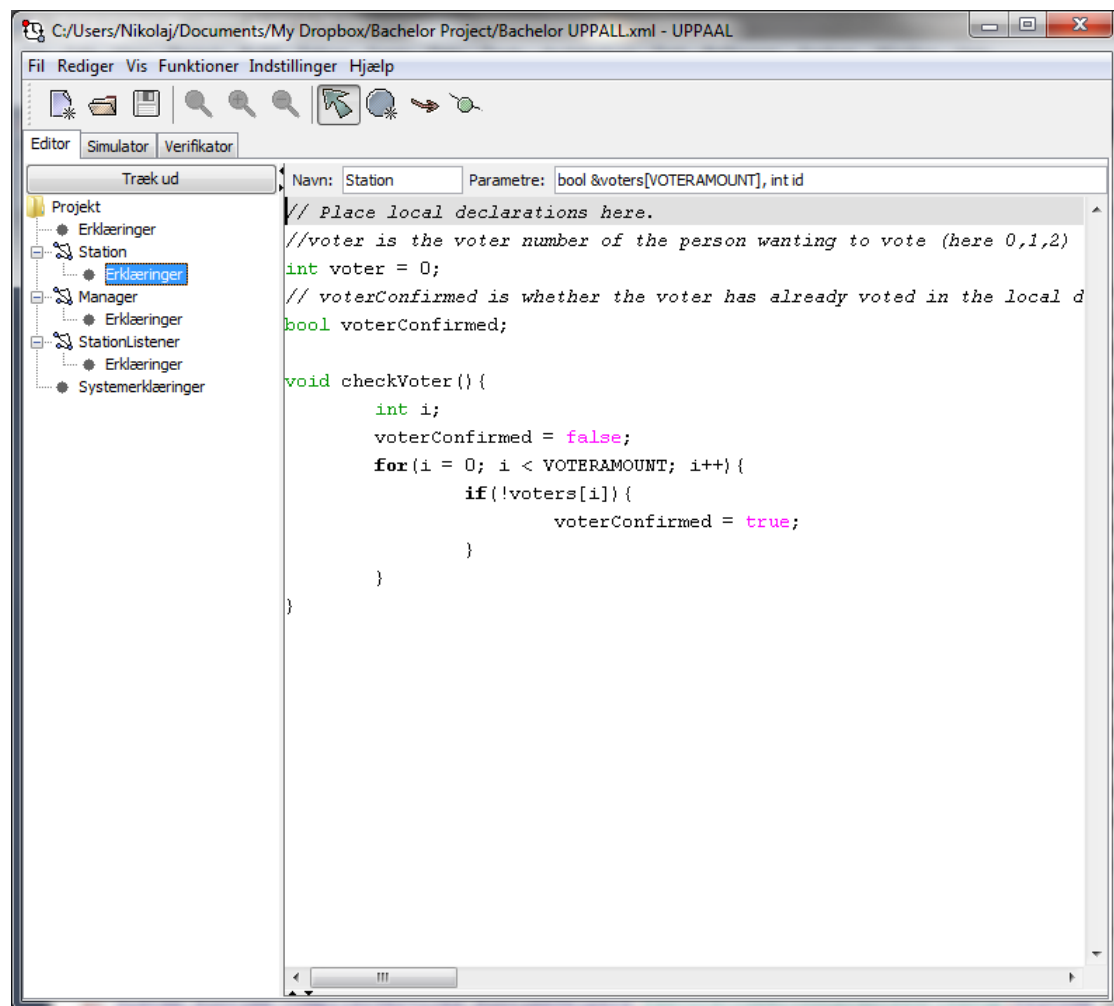 C:/Users/Nikolaj/Documents/My Dropbox/Bachelor Project/Bachelor UPPALL.xml - UPPAAL
Fil Rediger Vis Funktioner Indstillinger Hjælp
Editor Simulator Verifikator
Træk ud
Navn: Station Parametre: bool &voters[VOTERAMOUNT], int id
Projekt
Erklæringer
Station
Erklæringer
Manager
Erklæringer
StationListener
Erklæringer
Systemerklæringer
// Place local declarations here.
//voter is the voter number of the person wanting to vote (here 0,1,2)
int voter = 0;
// voterConfirmed is whether the voter has already voted in the local d
bool voterConfirmed;
void checkVoter(){
int i;
voterConfirmed = false;
for(i = 0; i < VOTERAMOUNT; i++){
if(!voters[i]){
voterConfirmed = true;
}
}
}